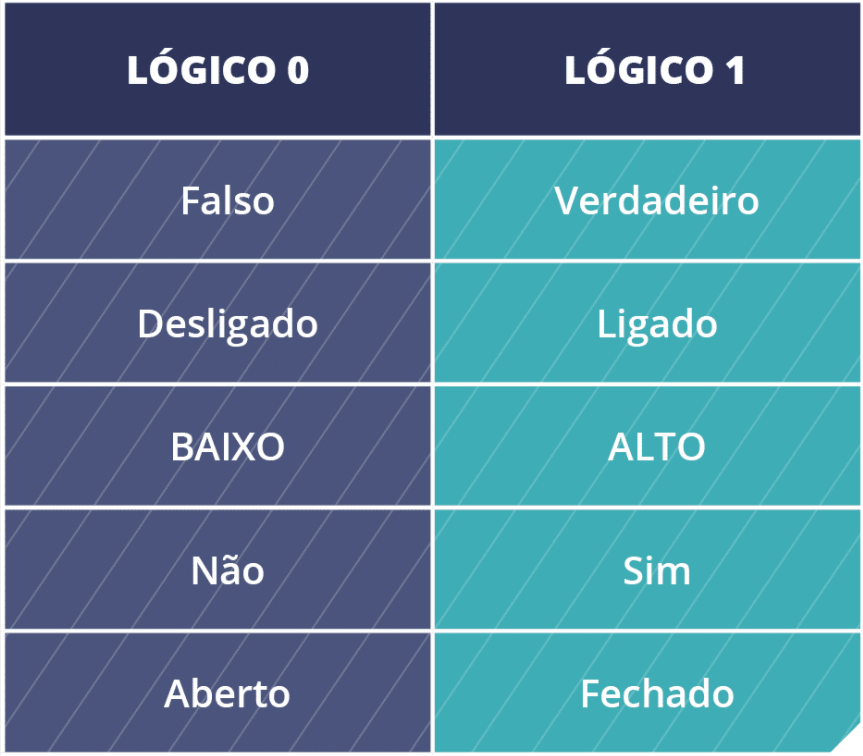 LÓGICO 0 LÓGICO 1
Falso Verdadeiro
Desligado Ligado
BAIXO ALTO
Não Sim
Aberto Fechado